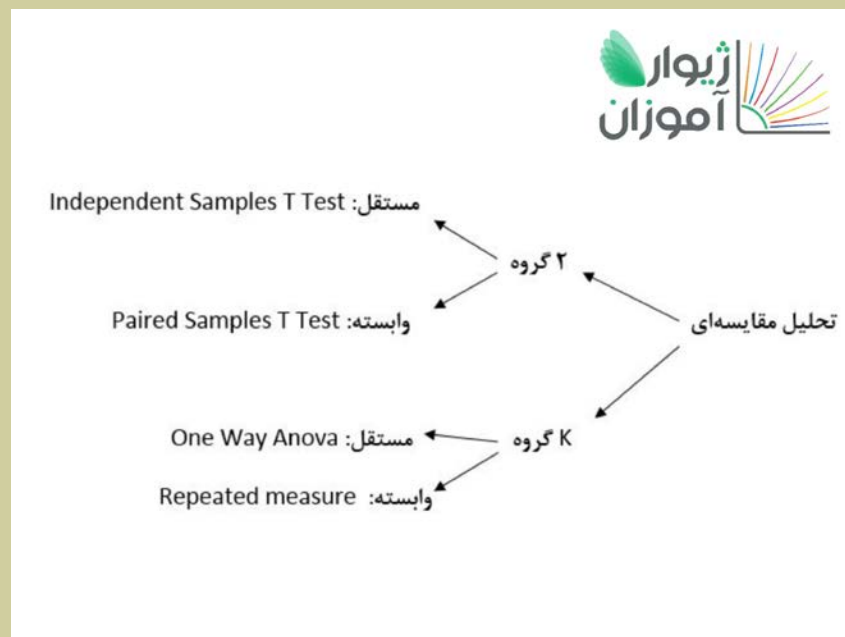 ژیوار
آموزان
مستقل: Independent Samples T Test
۲ گروه
وابسته: Paired Samples T Test
تحلیل مقایسه‌ای
مستقل: One Way Anova
K گروه
وابسته: Repeated measure